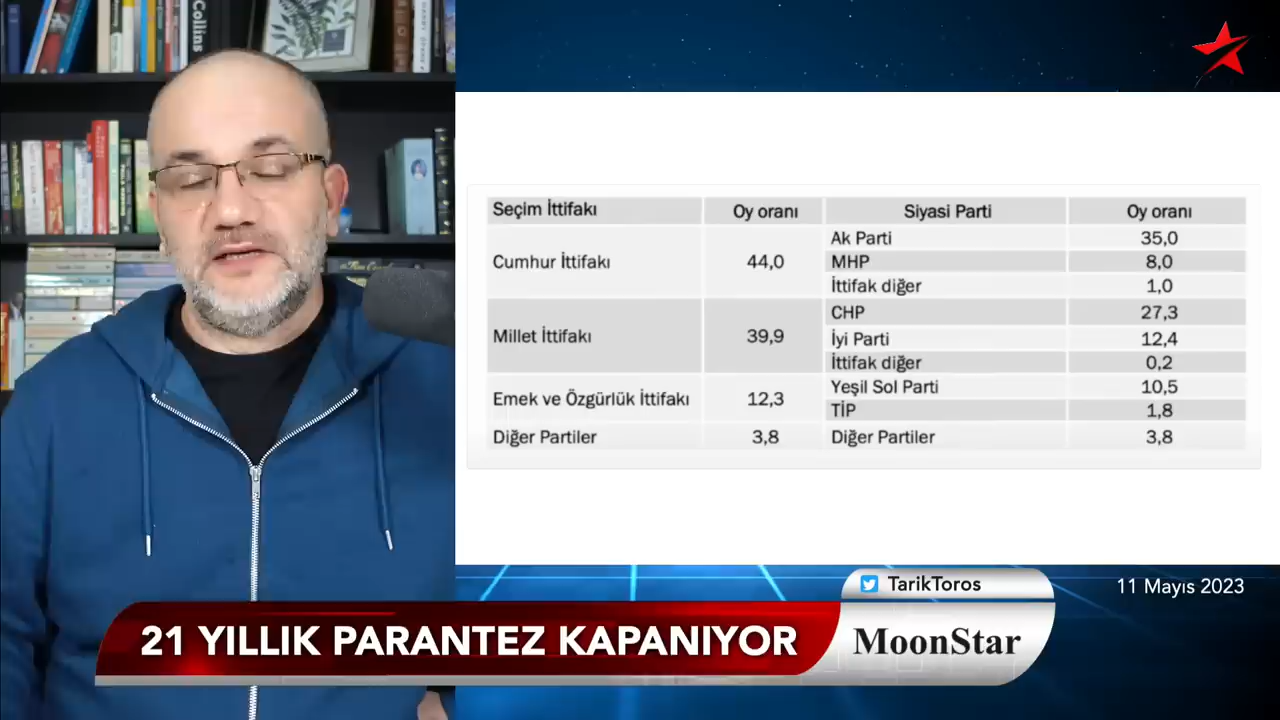 Collins
Seçim İttifakı Oy oranı Siyasi Parti Oy oranı
Cumhur İttifakı 44,0 Ak Parti 35,0
MHP 8,0
İttifak diğer 1,0
Millet İttifakı 39,9 CHP 27,3
İyi Parti 12,4
İttifak diğer 0,2
Emek ve Özgürlük İttifakı 12,3 Yeşil Sol Parti 10,5
TİP 1,8
Diğer Partiler 3,8 Diğer Partiler 3,8
TarikToros
11 Mayıs 2023
21 YILLIK PARANTEZ KAPANIYOR
MoonStar